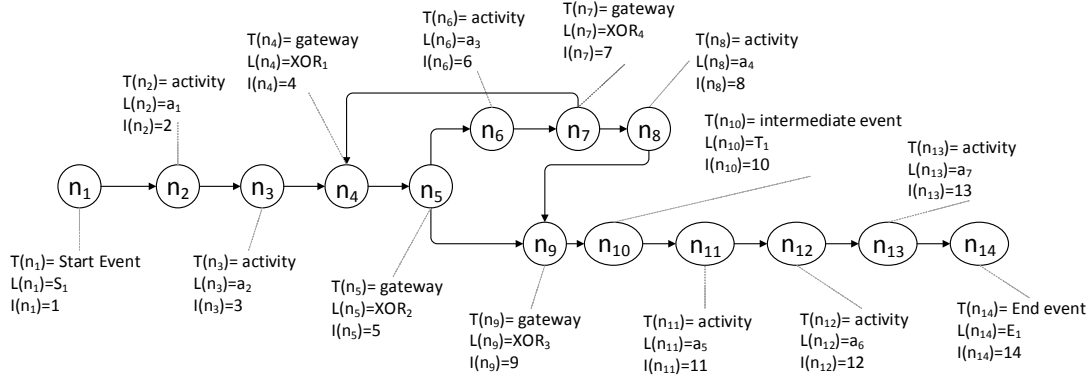 T(n6)= activity
L(n6)=a3
I(n6)=6
T(n7)= gateway
L(n7)=XOR4
I(n7)=7
T(n4)= gateway
L(n4)=XOR1
I(n4)=4
T(n8)= activity
L(n8)=a4
I(n8)=8
T(n2)= activity
L(n2)=a1
I(n2)=2
T(n10)= intermediate event
L(n10)=T1
I(n10)=10
T(n13)= activity
L(n13)=a7
I(n13)=13
n6
n7
n8
n1
n2
n3
n4
n5
n9
n10
n11
n12
n13
n14
T(n1)= Start Event
L(n1)=S1
I(n1)=1
T(n3)= activity
L(n3)=a2
I(n3)=3
T(n5)= gateway
L(n5)=XOR2
I(n5)=5
T(n9)= gateway
L(n9)=XOR3
I(n9)=9
T(n11)= activity
L(n11)=a5
I(n11)=11
T(n12)= activity
L(n12)=a6
I(n12)=12
T(n14)= End event
L(n14)=E1
I(n14)=14